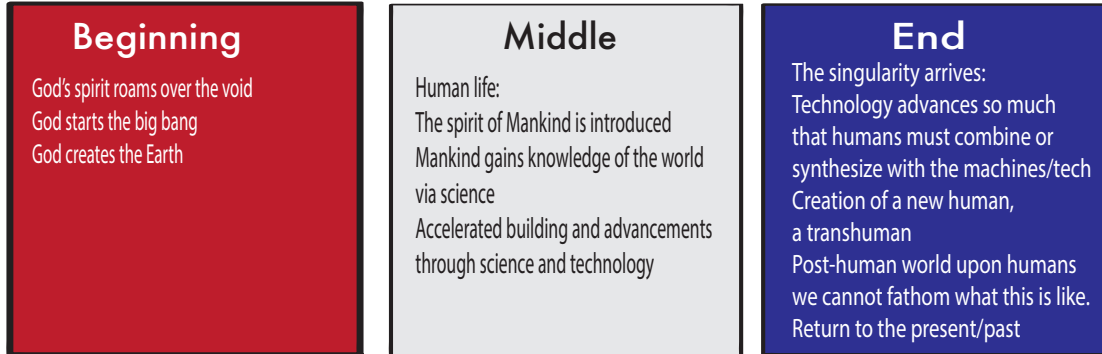 Beginning
God's spirit roams over the void
God starts the big bang
God creates the Earth
Middle
Human life:
The spirit of Mankind is introduced
Mankind gains knowledge of the world
via science
Accelerated building and advancements
through science and technology
End
The singularity arrives:
Technology advances so much
that humans must combine or
synthesize with the machines/tech
Creation of a new human,
a transhuman
Post-human world upon humans
we cannot fathom what this is like.
Return to the present/past